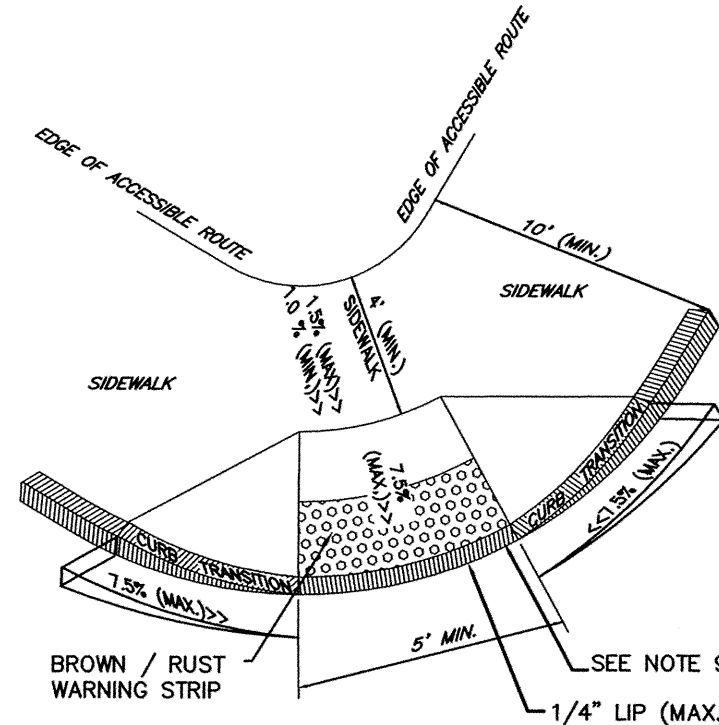 EDGE OF ACCESSIBLE ROUTE
EDGE OF ACCESSIBLE ROUTE
10' (MIN.)
SIDEWALK
4' (MIN.)
SIDEWALK
1.5% (MAX)>>
1.0 % (MIN.)>>
SIDEWALK
7.5%
(MAX.)>>
CURB TRANSITION
<<7.5% (MAX.)
CURB TRANSITION
7.5% (MAX.)>>
5' MIN.
BROWN / RUST
WARNING STRIP
SEE NOTE 9
1/4" LIP (MAX.